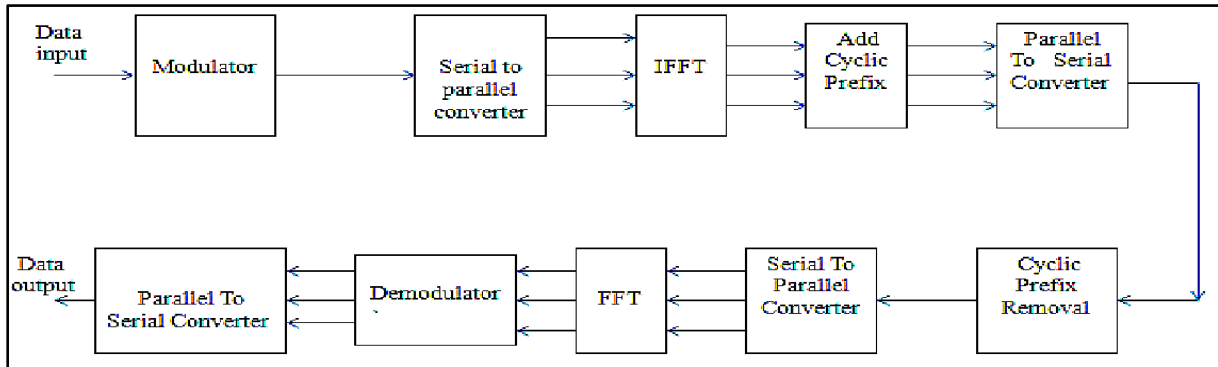 Data
input
Modulator
Serial to
parallel
converter
IFFT
Add
Cyclic
Prefix
Parallel
To Serial
Converter
Data
output
Parallel To
Serial Converter
Demodulator
FFT
Serial To
Parallel
Converter
Cyclic
Prefix
Removal